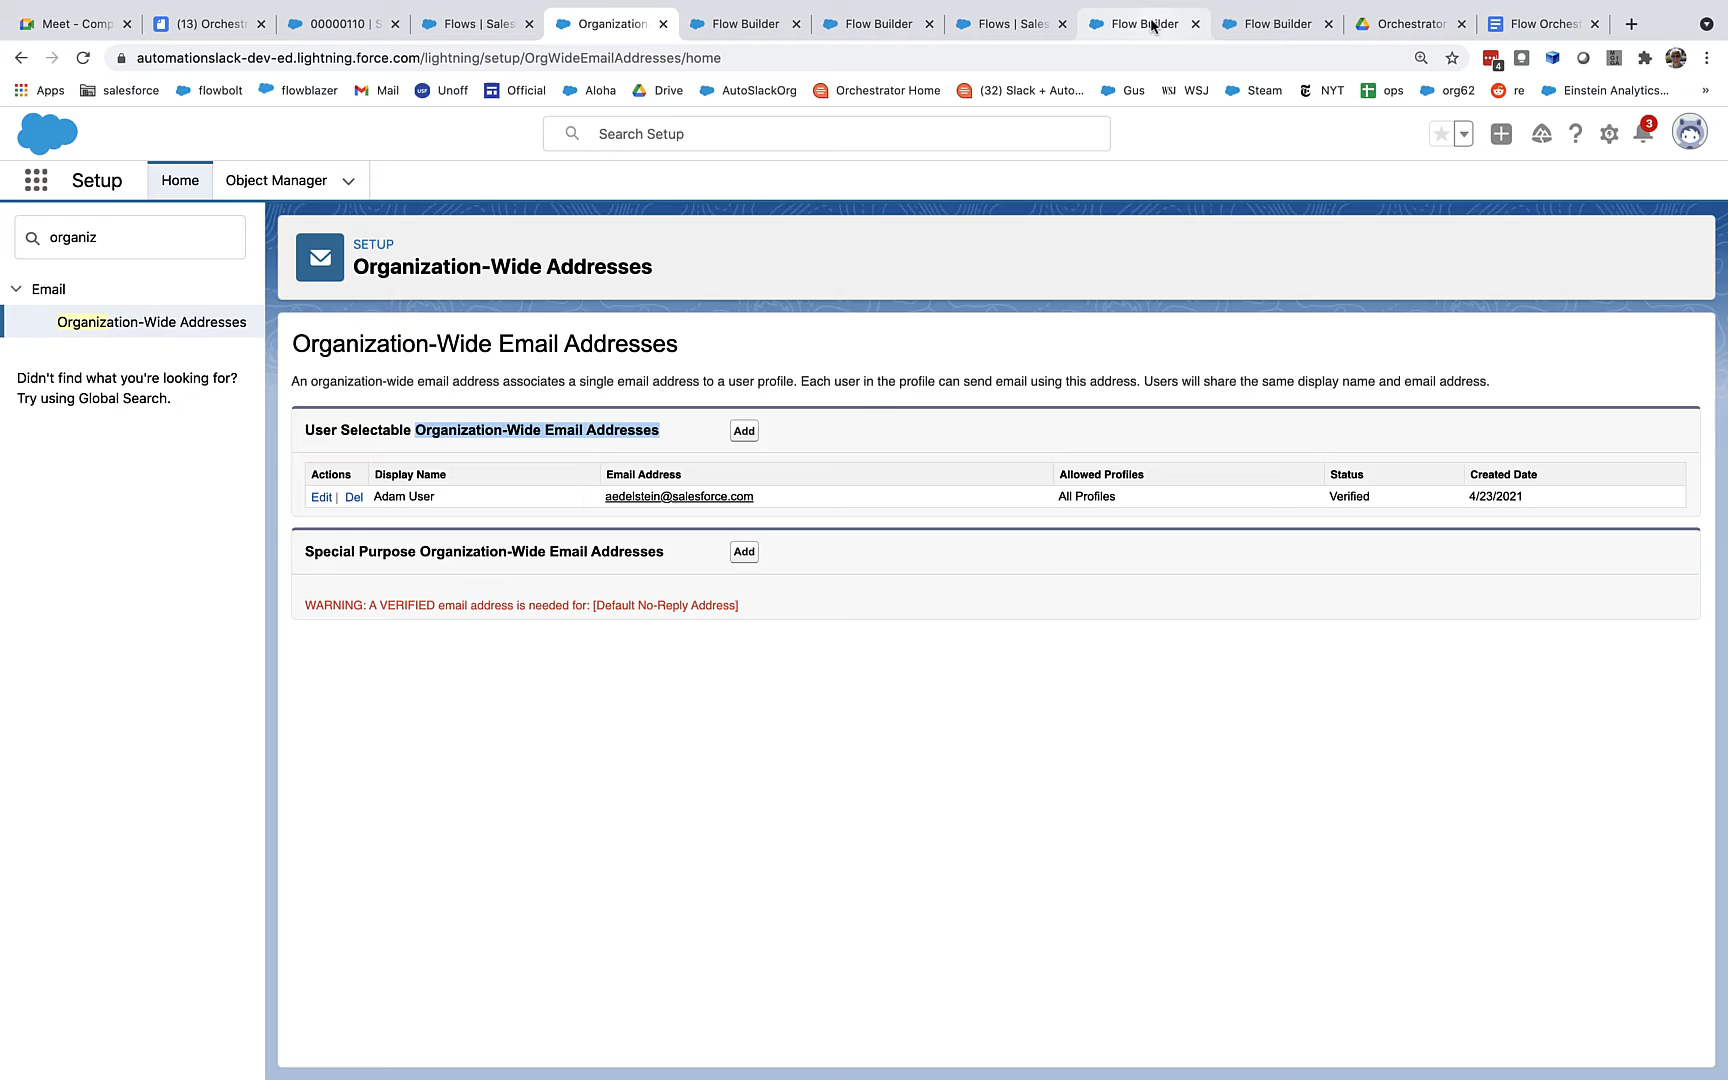 Meet - Comp
(13) Orchestr
00000110 | S
Flows | Sales
Organization
Flow Builder
Flow Builder
Flows | Sales
Flow Builder
Flow Builder
Orchestrator
Flow Orchest
automationslack-dev-ed.lightning.force.com/lightning/setup/OrgWideEmailAddresses/home
4
Apps
salesforce
flowbolt
flowblazer
Mail
Unoff
Official
Aloha
Drive
AutoSlackOrg
Orchestrator Home
(32) Slack + Auto...
Gus
WSJ WSJ
Steam
NYT
ops
org62
re
Einstein Analytics...
»
Search Setup
3
Setup
Home
Object Manager
organiz
Email
Organization-Wide Addresses
Didn't find what you're looking for?
Try using Global Search.
SETUP
Organization-Wide Addresses
Organization-Wide Email Addresses
An organization-wide email address associates a single email address to a user profile. Each user in the profile can send email using this address. Users will share the same display name and email address.
User Selectable Organization-Wide Email Addresses
Add
Actions Display Name Email Address Allowed Profiles Status Created Date
Edit | Del Adam User aedelstein@salesforce.com All Profiles Verified 4/23/2021
Special Purpose Organization-Wide Email Addresses
Add
WARNING: A VERIFIED email address is needed for: [Default No-Reply Address]